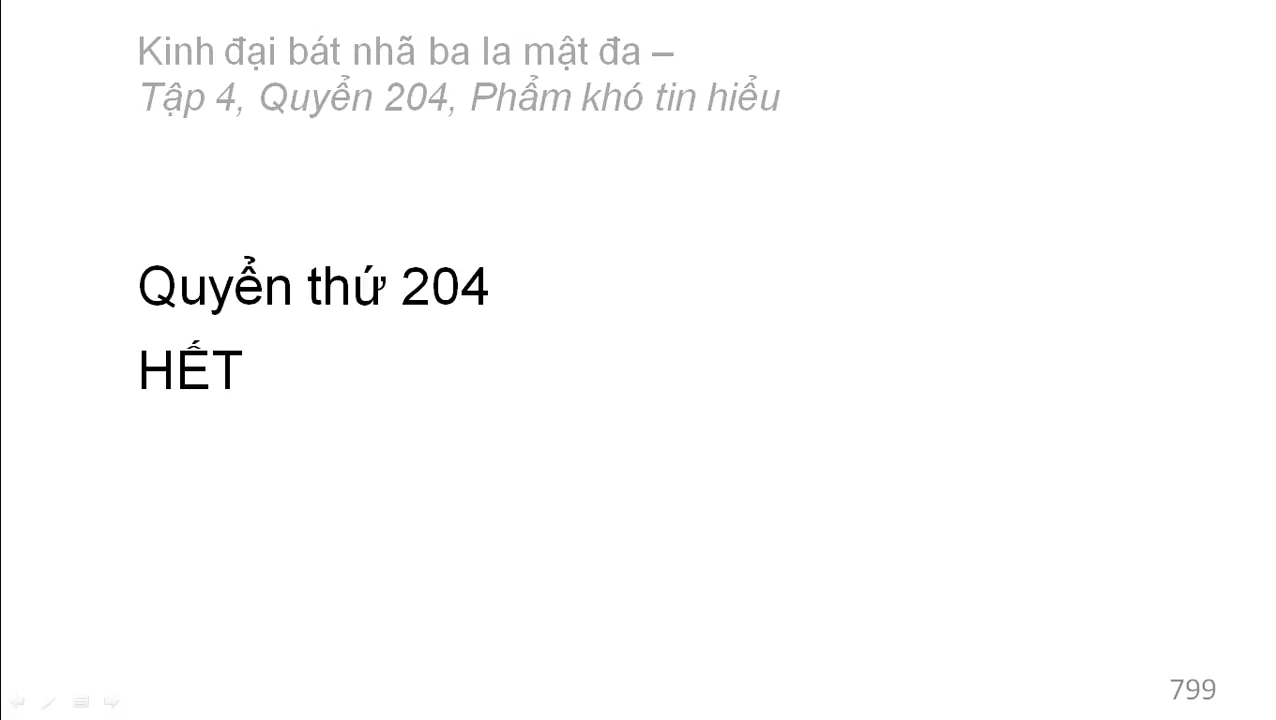 Kinh đại bát nhã ba la mật đa –
Tập 4, Quyển 204, Phẩm khó tin hiểu
Quyển thứ 204
HẾT
799